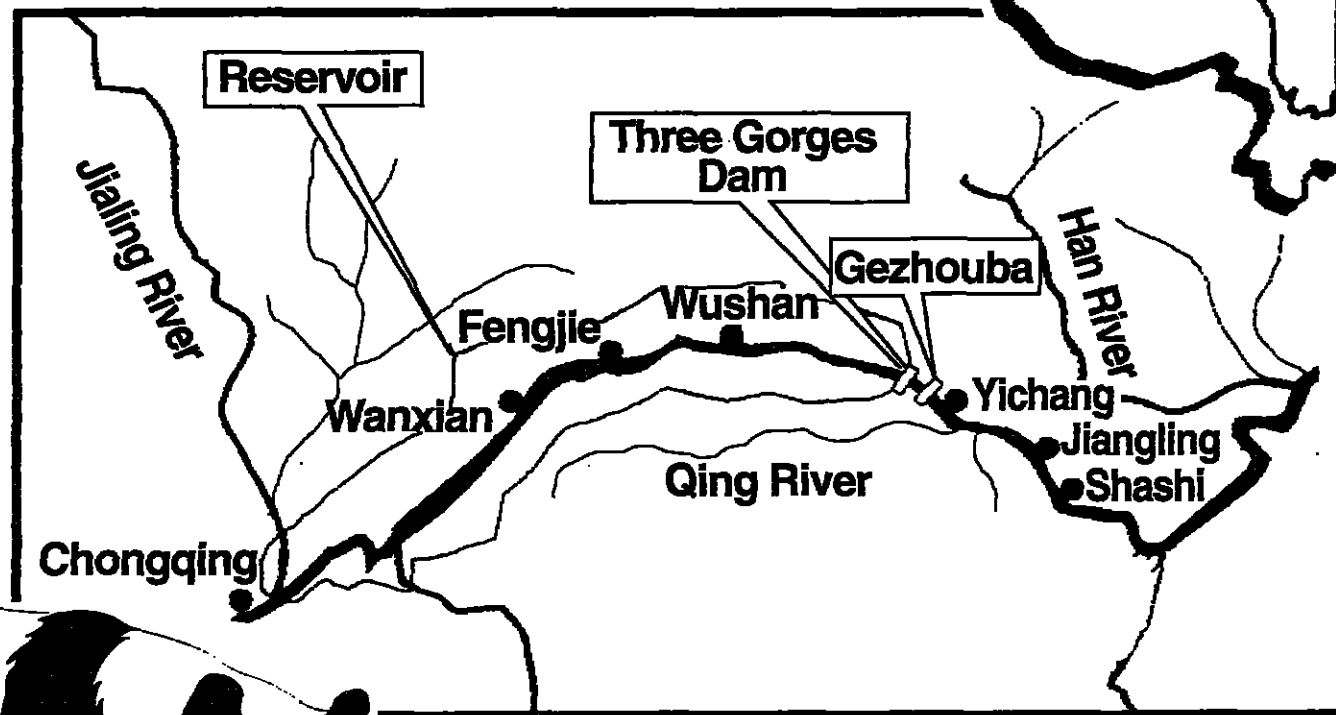 Reservoir
Three Gorges
Dam
Jialing River
Han River
Gezhouba
Wushan
Fengjie
Wanxian
Yichang
Jiangling
Qing River
Shashi
Chongqing